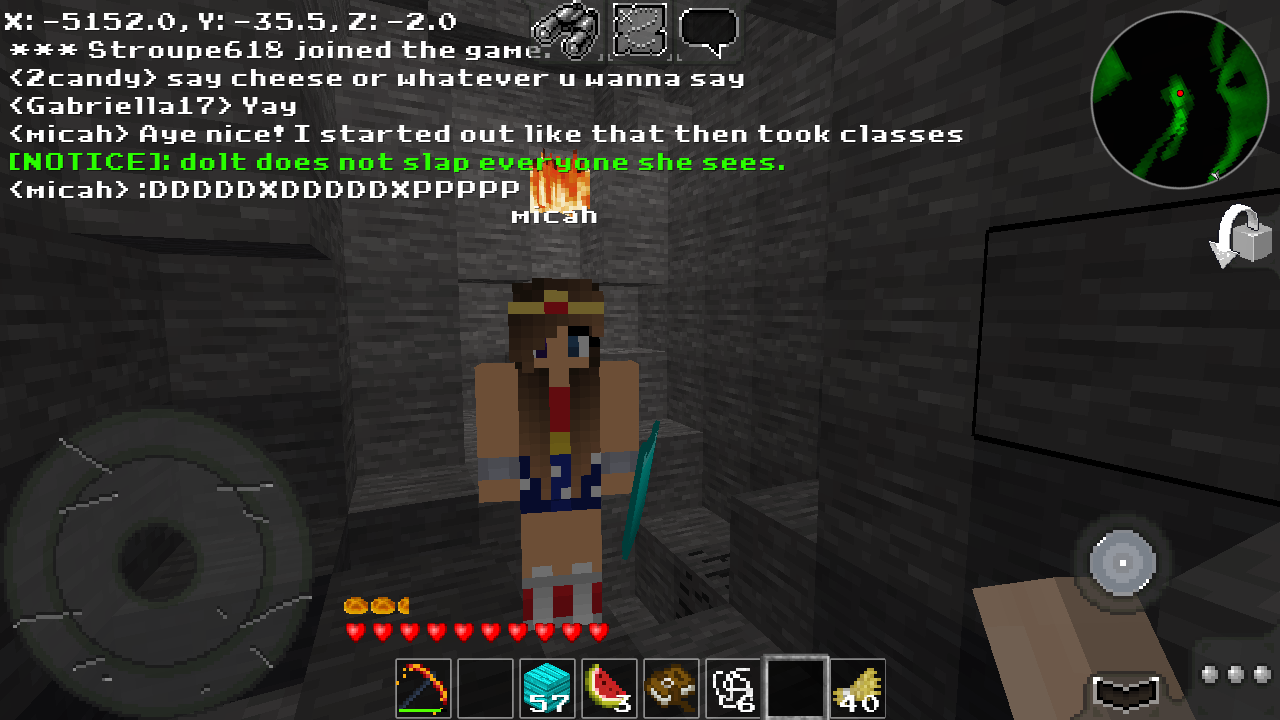 X: -5152.0, Y: -35.5, Z: -2.0
*** Stroupe618 joined the game.
<2candy> say cheese or whatever u wanna say
<Gabriella17> Yay
<micah> Aye nice! I started out like that then took classes
[NOTICE]: dolt does not slap everyone she sees.
<micah> :DDDDDXDDDDDXPPPPP
micah
57
3
6
40